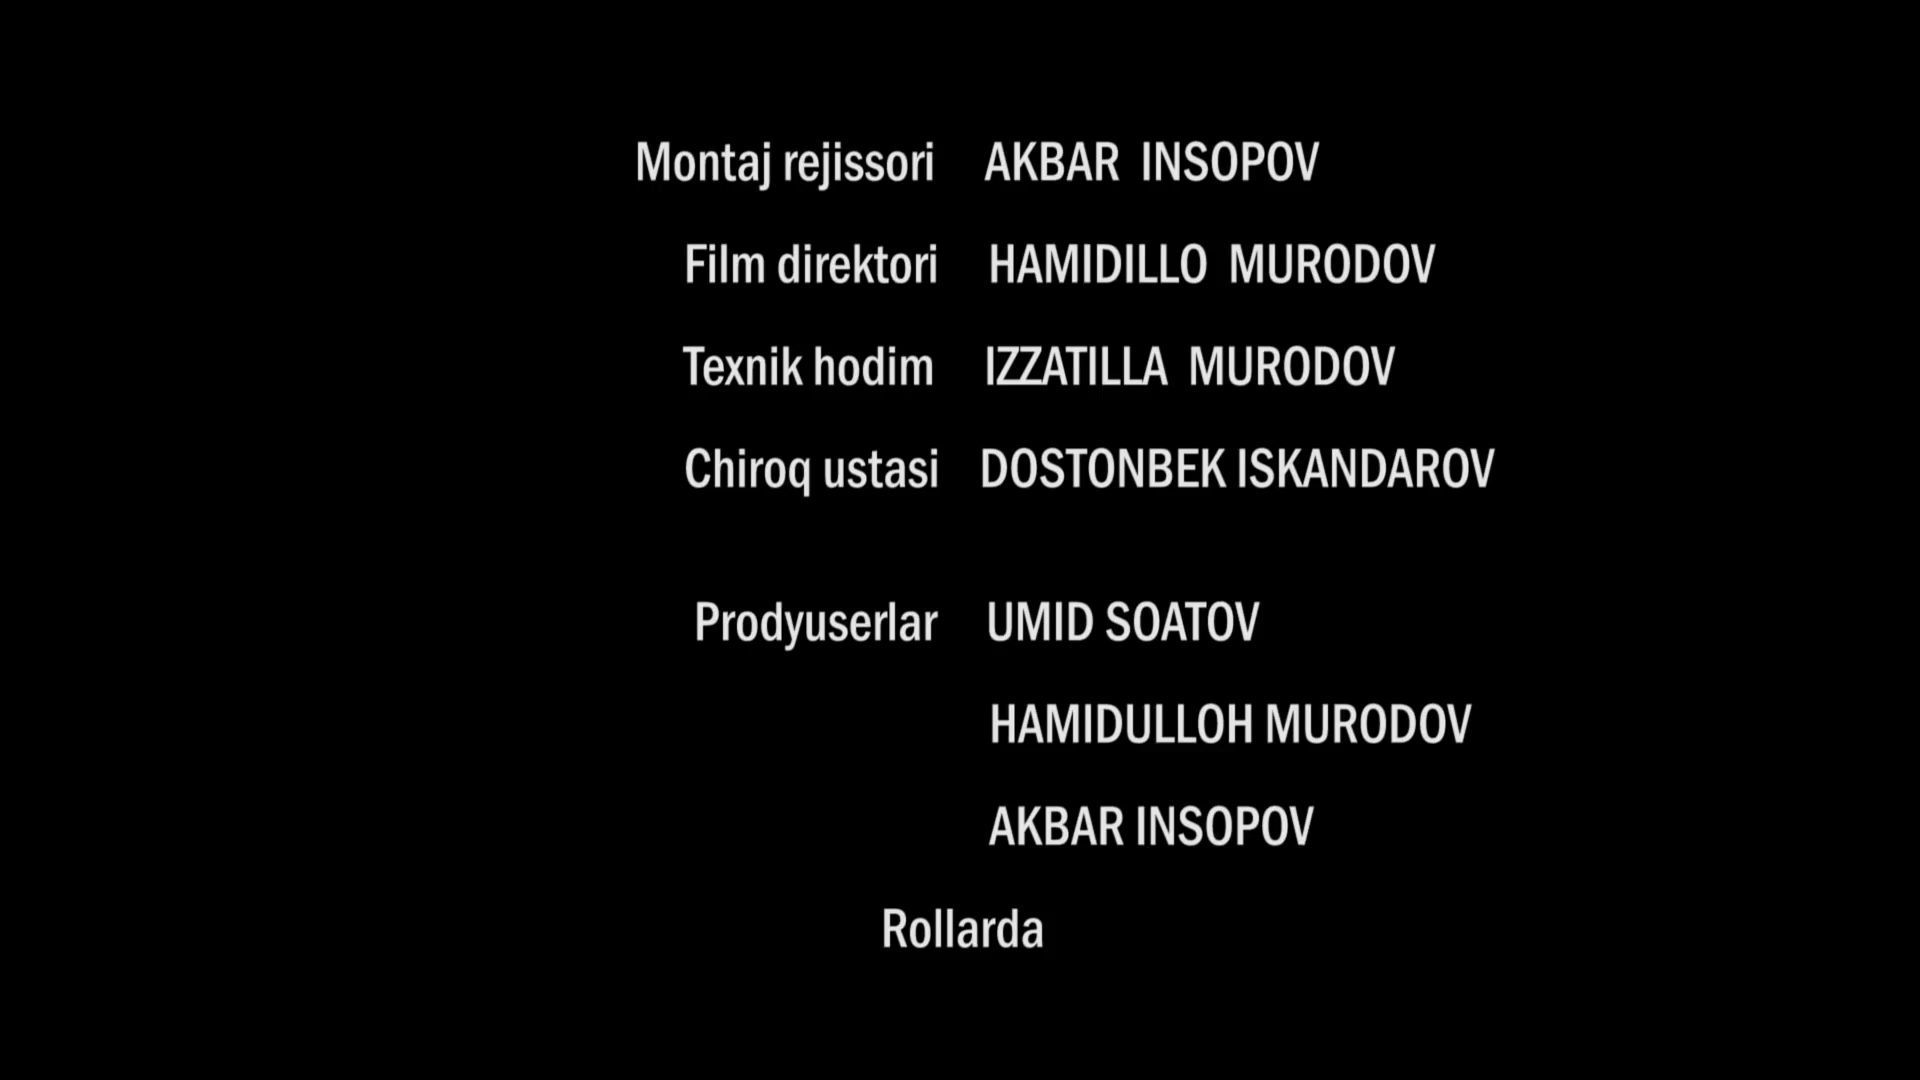 Montaj rejissori AKBAR INSOPOV
Film direktori HAMIDILLO MURODOV
Texnik hodim IZZATILLA MURODOV
Chiroq ustasi DOSTONBEK ISKANDAROV
Prodyuserlar UMID SOATOV
HAMIDULLOH MURODOV
AKBAR INSOPOV
Rollarda